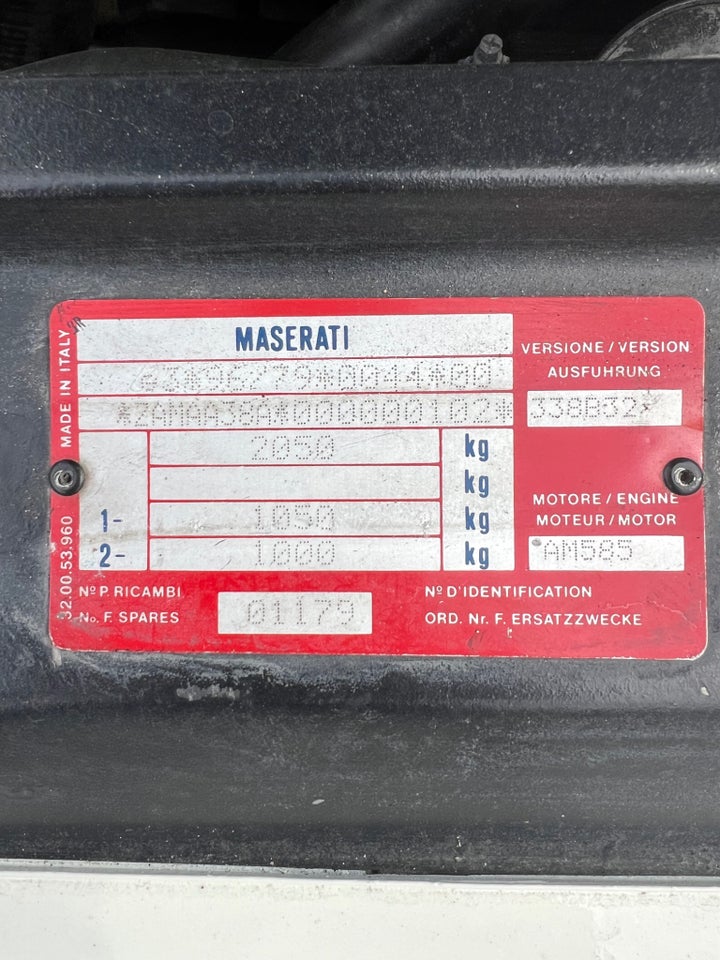 MADE IN ITALY
MASERATI
e3*96/79*0044*00
*ZAMAA38A*000000102*
2050 kg
kg
1- 1050 kg
2- 1000 kg
VERSIONE / VERSION
AUSFUHRUNG
338B32*
MOTORE / ENGINE
MOTEUR / MOTOR
AM585
Nº P. RICAMBI
No. F. SPARES
01179
Nº D'IDENTIFICATION
ORD. Nr. F. ERSATZZWECKE
32.00.53.960